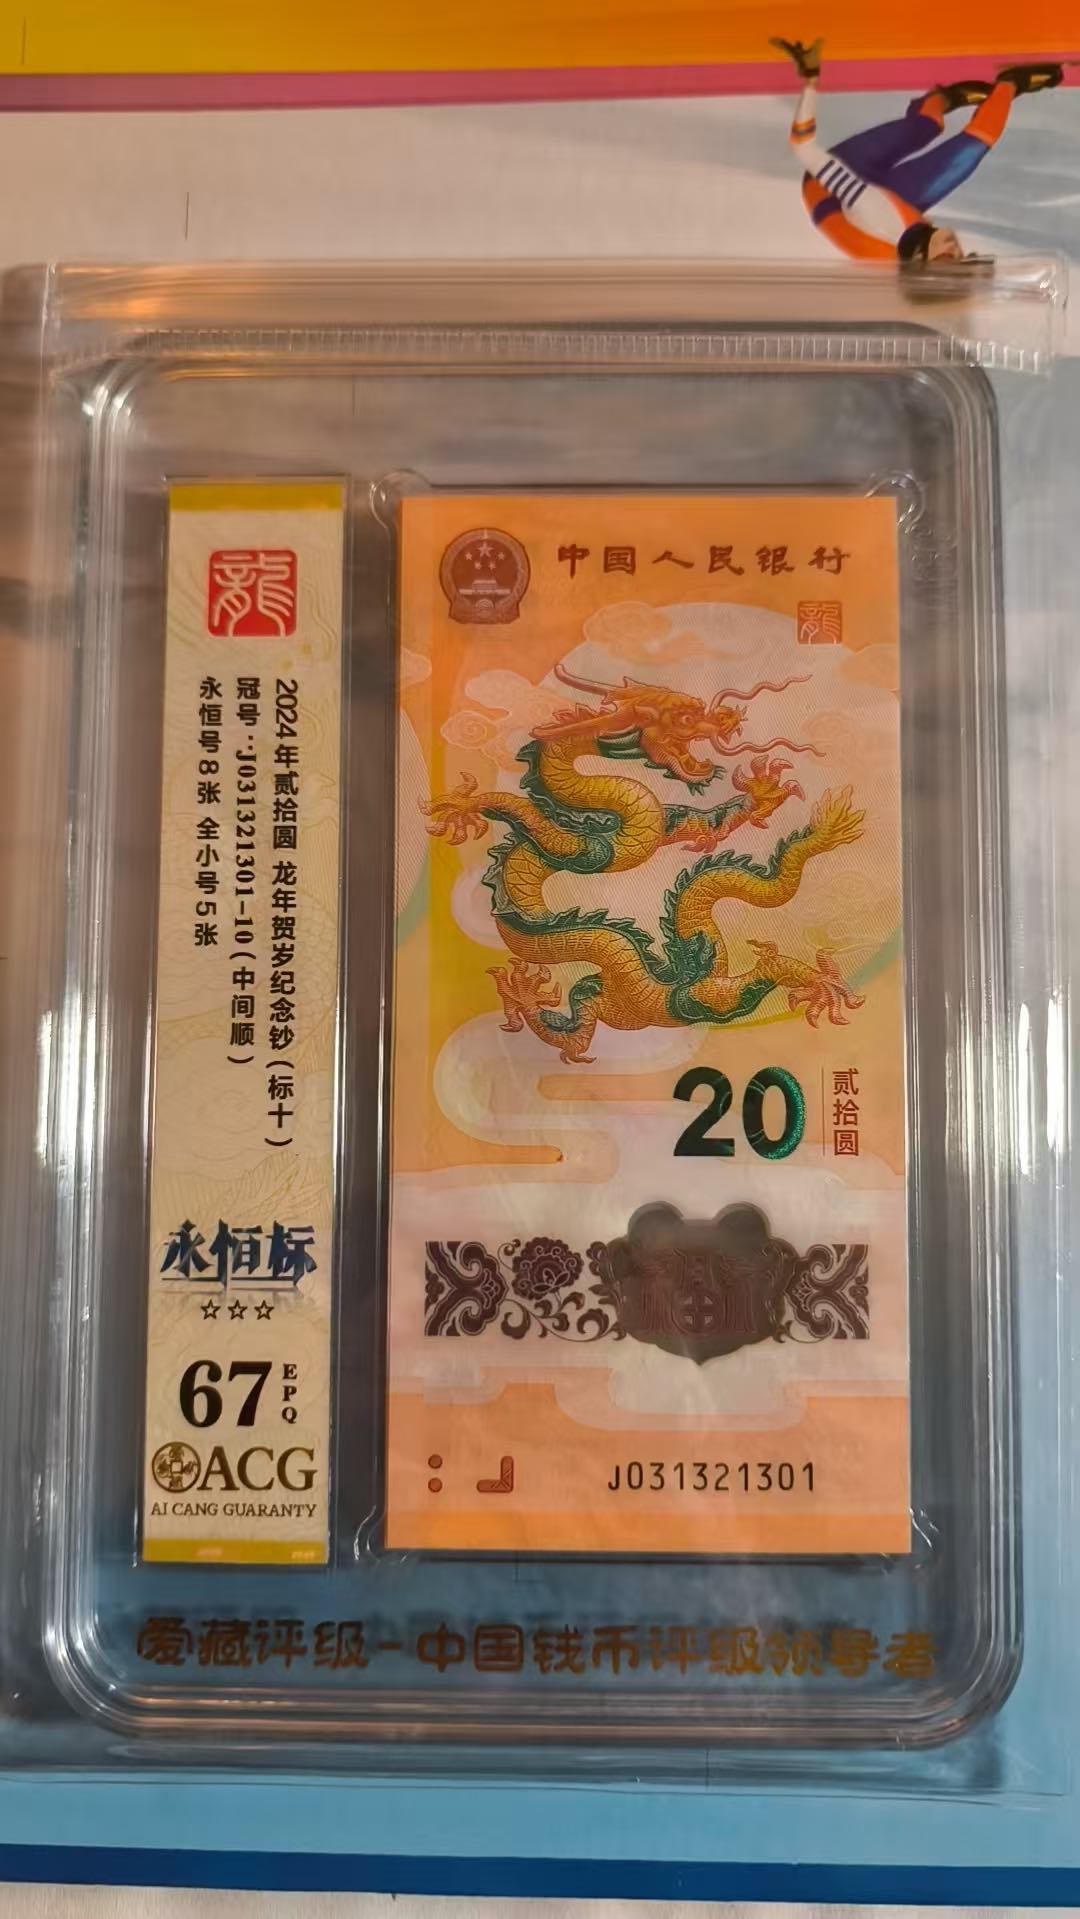 龍
2024年贰拾圆 龙年贺岁纪念钞(标十)
冠号:J031321301-10(中间顺)
永恒号8张 全小号5张
永恒标
☆☆☆
67 EPQ
ACG
AI CANG GUARANTY
中国人民银行
龍
20 贰拾圆
J031321301
爱藏评级-中国钱币评级领导者